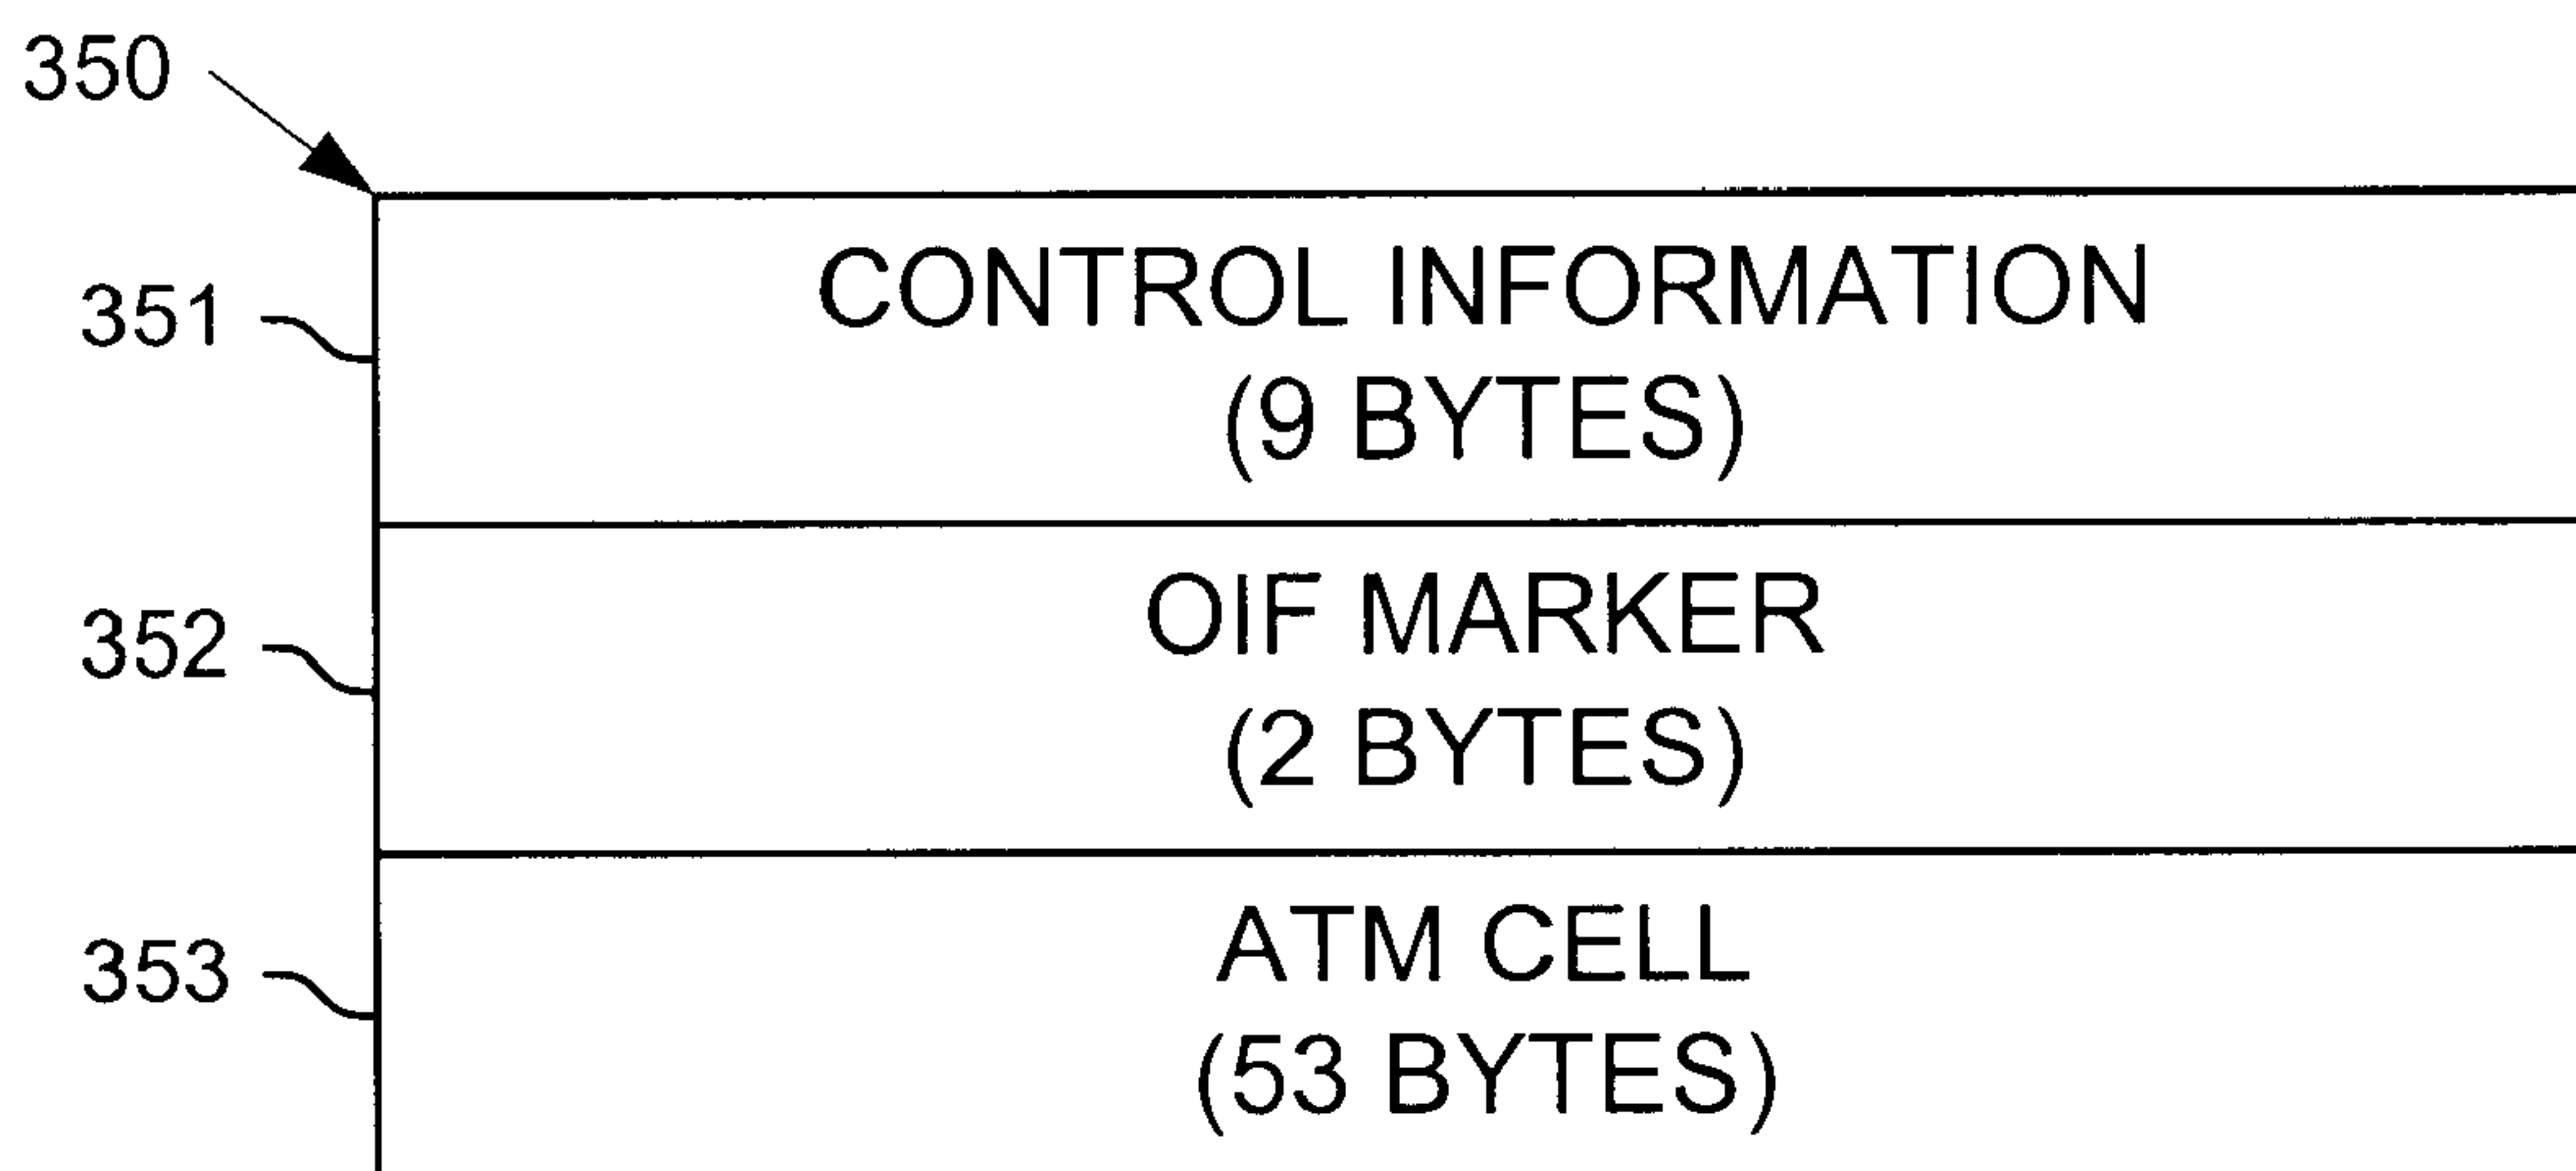 350
351
CONTROL INFORMATION
(9 BYTES)
352
OIF MARKER
(2 BYTES)
353
ATM CELL
(53 BYTES)